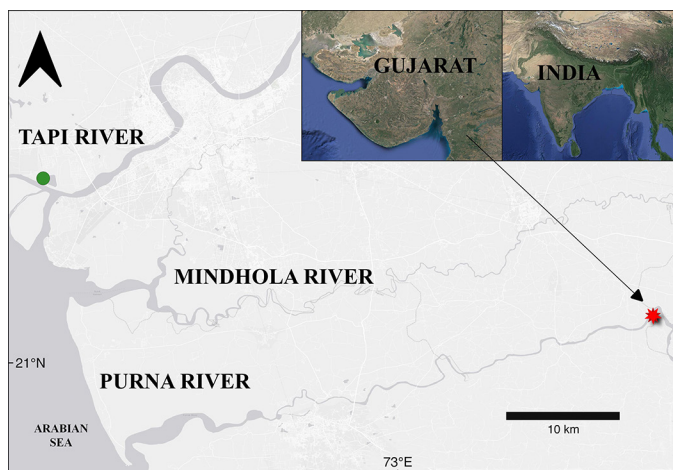 GUJARAT
INDIA
TAPI RIVER
MINDHOLA RIVER
21°N
PURNA RIVER
ARABIAN
SEA
10 km
73°E